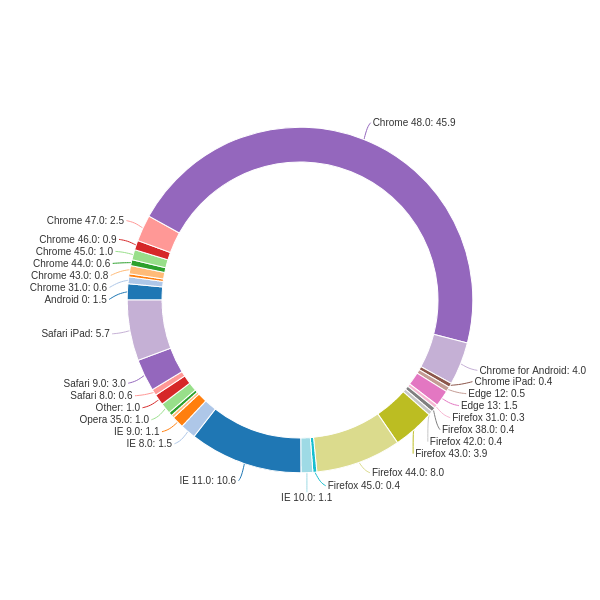 Chrome 48.0: 45.9
Chrome 47.0: 2.5
Chrome 46.0: 0.9
Chrome 45.0: 1.0
Chrome 44.0: 0.6
Chrome 43.0: 0.8
Chrome 31.0: 0.6
Android 0: 1.5
Safari iPad: 5.7
Safari 9.0: 3.0
Safari 8.0: 0.6
Other: 1.0
Opera 35.0: 1.0
IE 9.0: 1.1
IE 8.0: 1.5
IE 11.0: 10.6
IE 10.0: 1.1
Firefox 45.0: 0.4
Firefox 44.0: 8.0
Firefox 43.0: 3.9
Firefox 42.0: 0.4
Firefox 38.0: 0.4
Firefox 31.0: 0.3
Edge 13: 1.5
Edge 12: 0.5
Chrome iPad: 0.4
Chrome for Android: 4.0